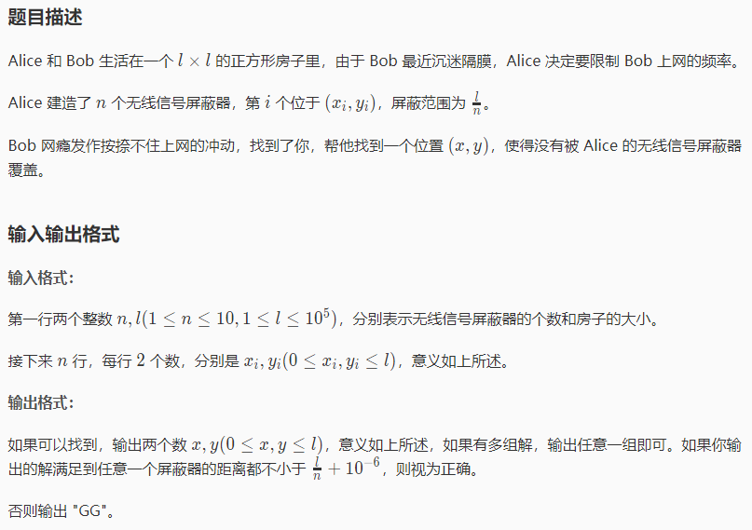 题目描述
Alice 和 Bob 生活在一个 l × l 的正方形房子里，由于 Bob 最近沉迷隔膜，Alice 决定要限制 Bob 上网的频率。
Alice 建造了 n 个无线信号屏蔽器，第 i 个位于 (x_i, y_i)，屏蔽范围为 l/n。
Bob 网瘾发作按捺不住上网的冲动，找到了你，帮他找到一个位置 (x, y)，使得没有被 Alice 的无线信号屏蔽器
覆盖。
输入输出格式
输入格式：
第一行两个整数 n, l(1 ≤ n ≤ 10, 1 ≤ l ≤ 10^5)，分别表示无线信号屏蔽器的个数和房子的大小。
接下来 n 行，每行 2 个数，分别是 x_i, y_i(0 ≤ x_i, y_i ≤ l)，意义如上所述。
输出格式：
如果可以找到，输出两个数 x, y(0 ≤ x, y ≤ l)，意义如上所述，如果有多组解，输出任意一组即可。如果你输
出的解满足到任意一个屏蔽器的距离都不小于 l/n + 10^{-6}，则视为正确。
否则输出 "GG"。